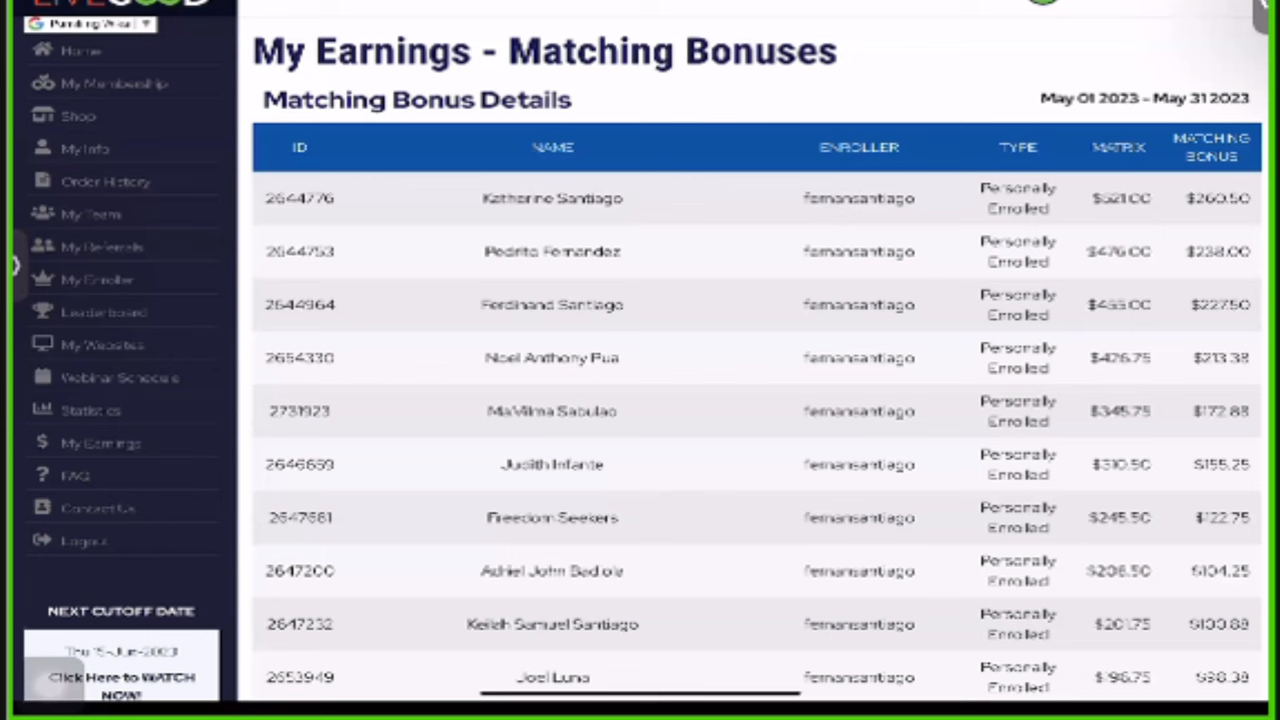 LIVEGOOD
Home
My Membership
Shop
My Info
Order History
My Team
My Referrals
My Enroller
Leaderboard
My Websites
Webinar Schedule
Statistics
My Earnings
FAQ
Contact Us
Logout
NEXT CUTOFF DATE
Thu 15-Jun-2023
Click Here to WATCH
NOW!
My Earnings - Matching Bonuses
Matching Bonus Details
May 01 2023 - May 31 2023
ID NAME ENROLLER TYPE MATRIX MATCHING BONUS
2644776 Katherine Santiago fernansantiago Personally Enrolled $521.00 $260.50
2644753 Pedrito Fernandez fernansantiago Personally Enrolled $476.00 $238.00
2644964 Ferdinand Santiago fernansantiago Personally Enrolled $455.00 $227.50
2654330 Noel Anthony Pua fernansantiago Personally Enrolled $426.75 $213.38
2731923 Ma Vilma Sabulao fernansantiago Personally Enrolled $345.75 $172.88
2646859 Judith Infante fernansantiago Personally Enrolled $310.50 $155.25
2647681 Freedom Seekers fernansantiago Personally Enrolled $245.50 $122.75
2647200 Adriel John Badiola fernansantiago Personally Enrolled $208.50 $104.25
2647232 Keilah Samuel Santiago fernansantiago Personally Enrolled $201.75 $100.88
2653949 Joel Luna fernansantiago Personally Enrolled $196.75 $98.38